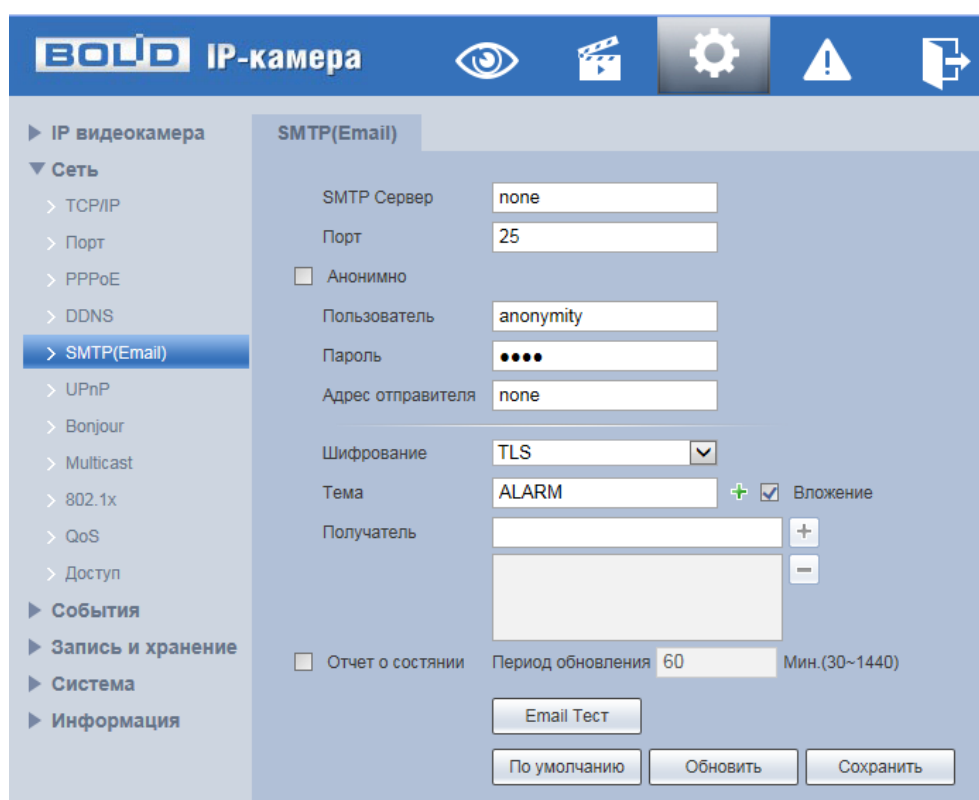 BOLID IP-камера
IP видеокамера
Сеть
TCP/IP
Порт
PPPoE
DDNS
SMTP(Email)
UPnP
Bonjour
Multicast
802.1x
QoS
Доступ
События
Запись и хранение
Система
Информация
SMTP(Email)
SMTP Сервер none
Порт 25
Анонимно
Пользователь anonymity
Пароль ••••
Адрес отправителя none
Шифрование TLS
Тема ALARM Вложение
Получатель
Отчет о состянии Период обновления 60 Мин.(30~1440)
Email Тест
По умолчанию Обновить Сохранить